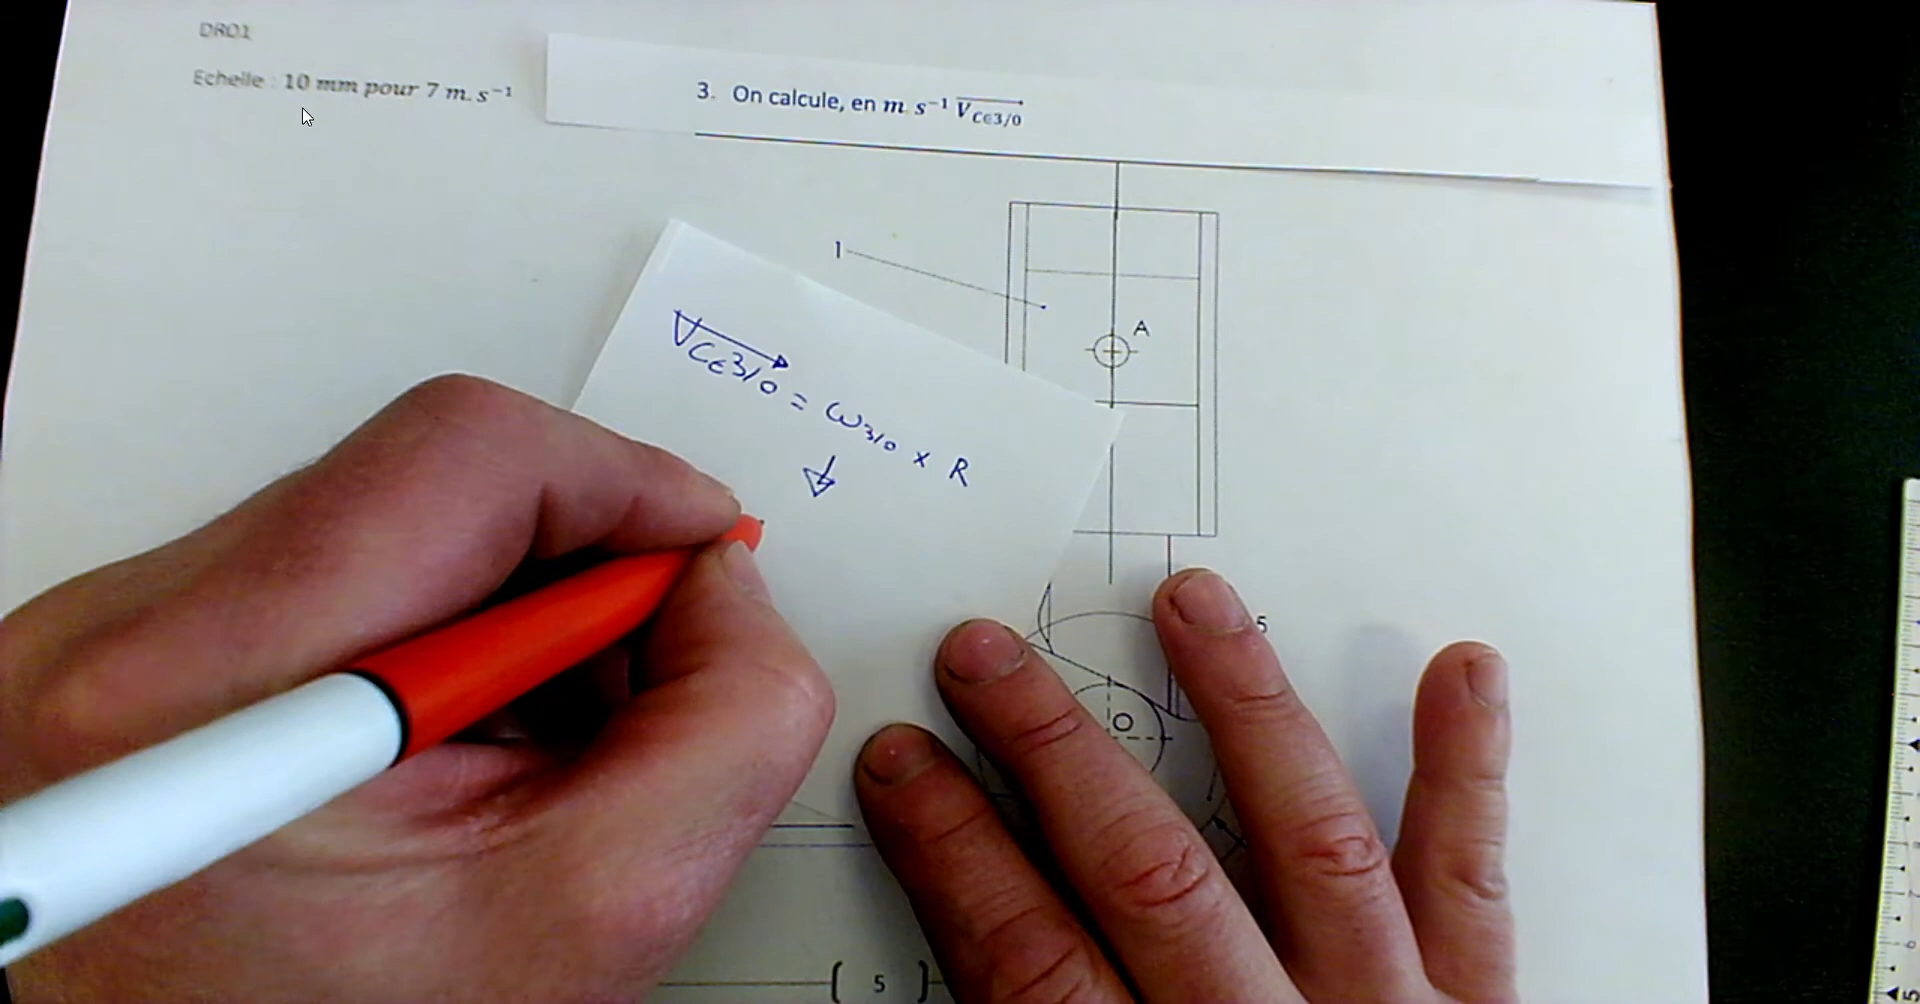 DR01
Echelle : 10 mm pour 7 m.s⁻¹
3. On calcule, en m s⁻¹ V_C∈3/0
1
A
V_C∈3/0 = ω_3/0 × R
5
O
( 5 )